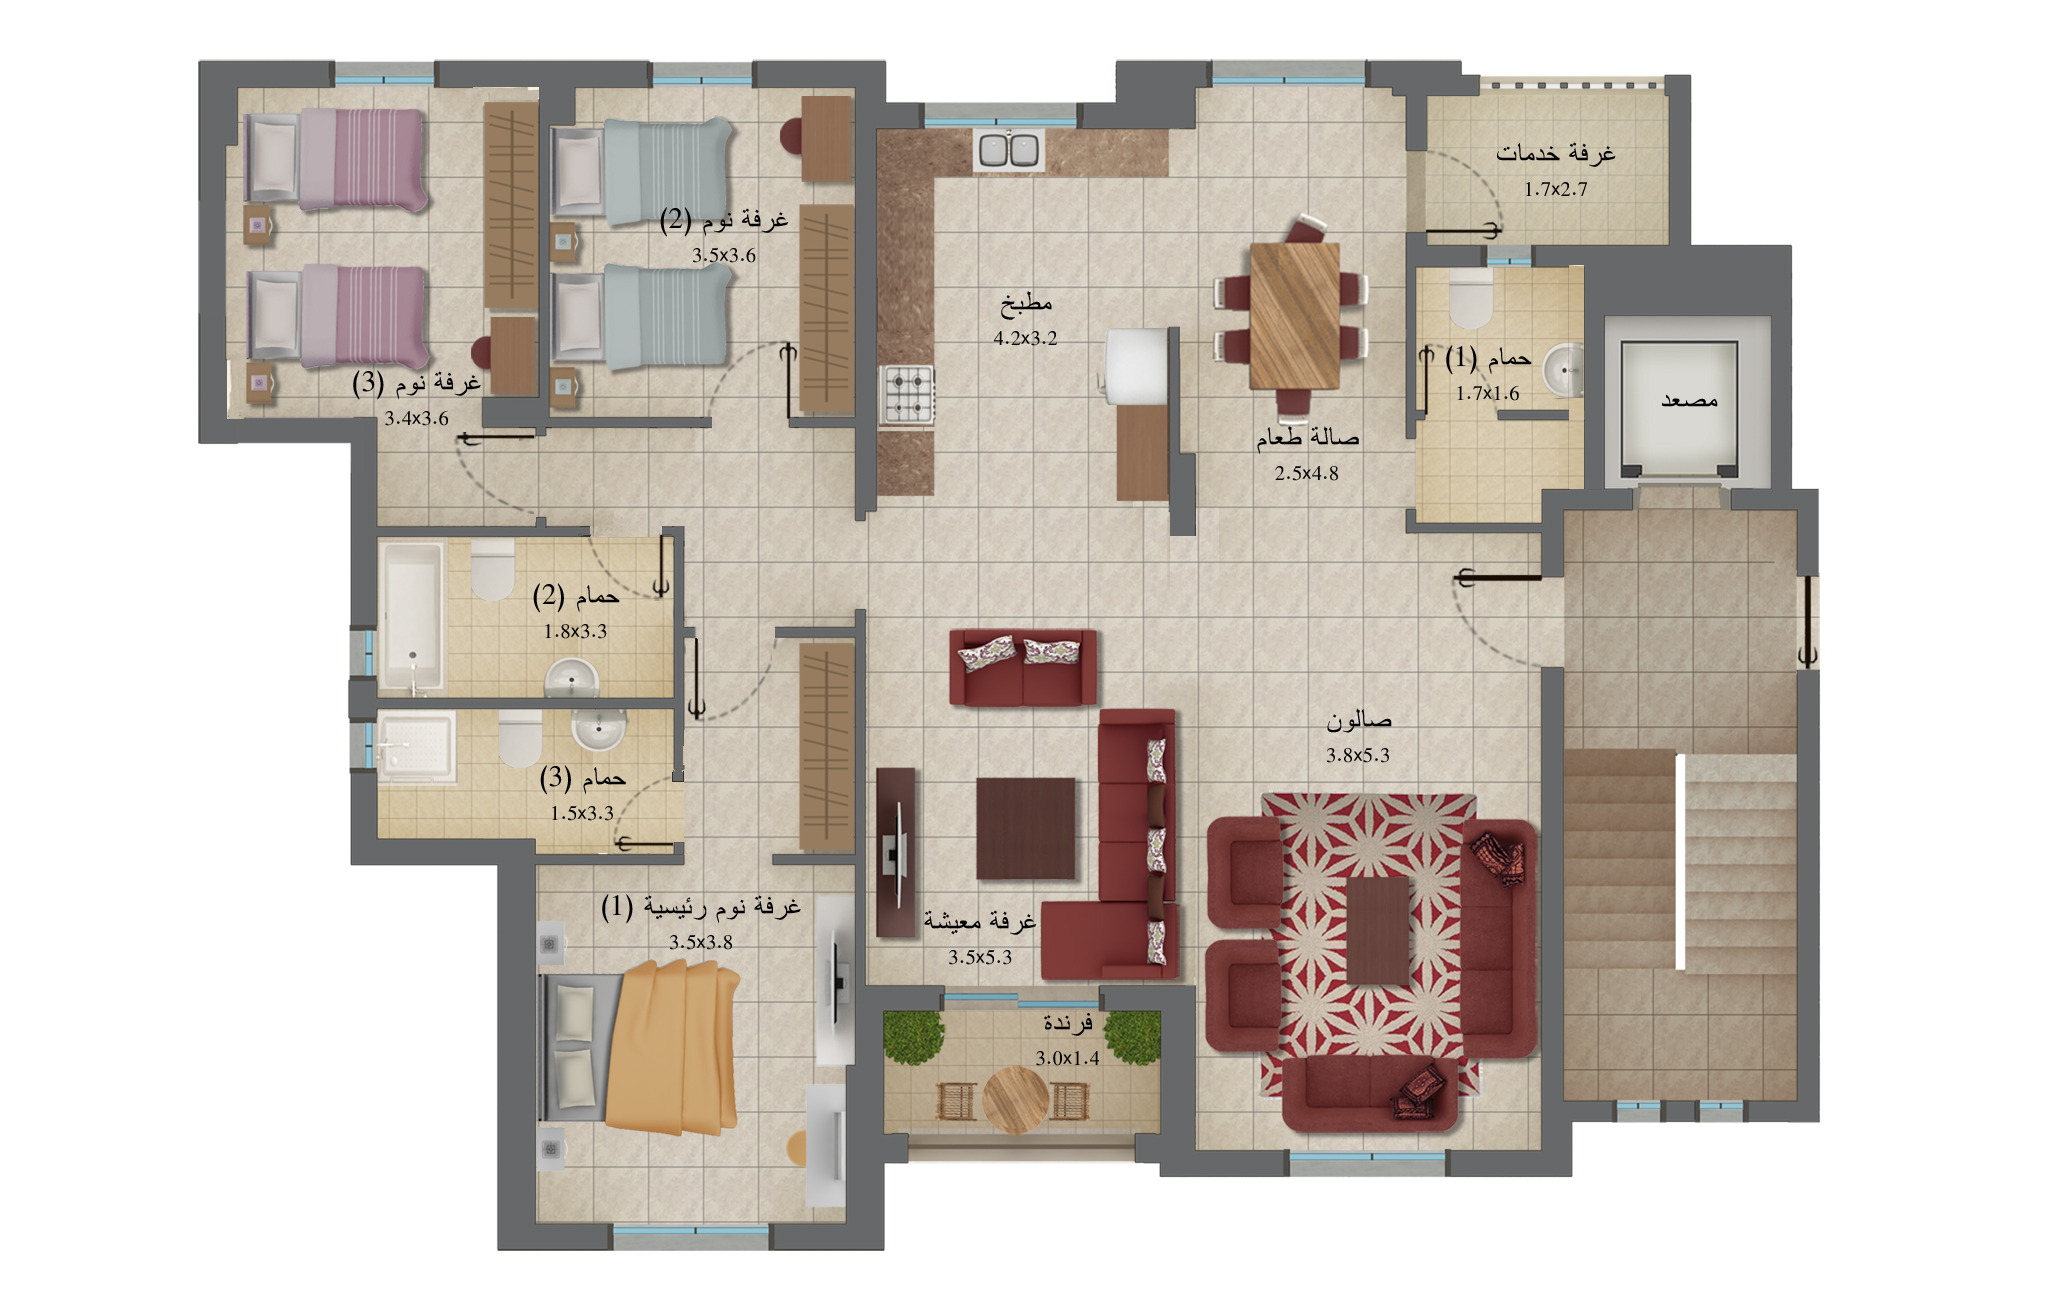 غرفة خدمات
1.7x2.7
غرفة نوم (2)
3.5x3.6
مطبخ
4.2x3.2
حمام (1)
1.7x1.6
غرفة نوم (3)
3.4x3.6
مصعد
صالة طعام
2.5x4.8
حمام (2)
1.8x3.3
صالون
3.8x5.3
حمام (3)
1.5x3.3
غرفة نوم رئيسية (1)
3.5x3.8
غرفة معيشة
3.5x5.3
فرندة
3.0x1.4